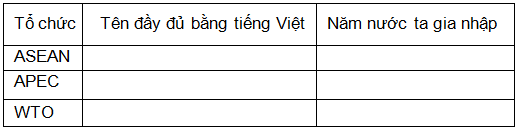 Tổ chức Tên đầy đủ bằng tiếng Việt Năm nước ta gia nhập
ASEAN
APEC
WTO